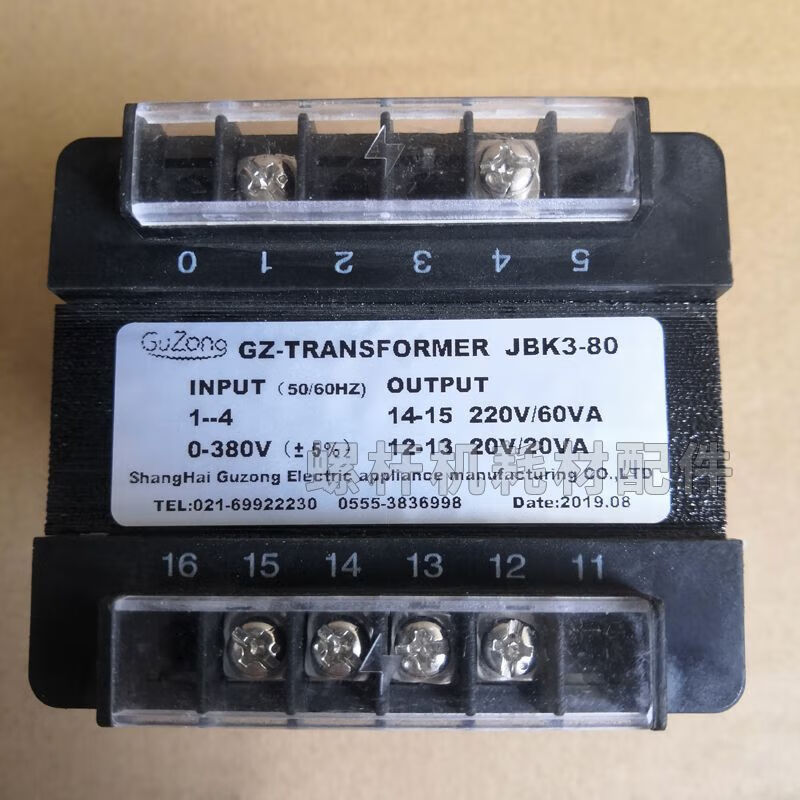 0 1 2 3 4 5
GuZong GZ-TRANSFORMER JBK3-80
INPUT (50/60HZ) OUTPUT
1--4 14-15 220V/60VA
0-380V (±5%) 12-13 20V/20VA
螺杆机耗材配件
ShangHai Guzong Electric appliance manufacturing CO.,LTD
TEL:021-69922230 0555-3836998 Date:2019.08
16 15 14 13 12 11